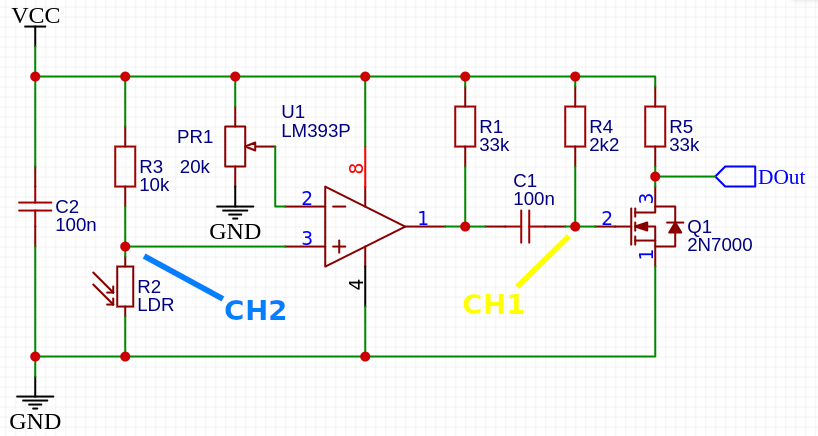 VCC
U1
LM393P
PR1
20k
R3
10k
C2
100n
GND
2
3
8
4
1
R1
33k
C1
100n
R4
2k2
R5
33k
DOut
2
3
1
Q1
2N7000
R2
LDR
CH2
CH1
GND